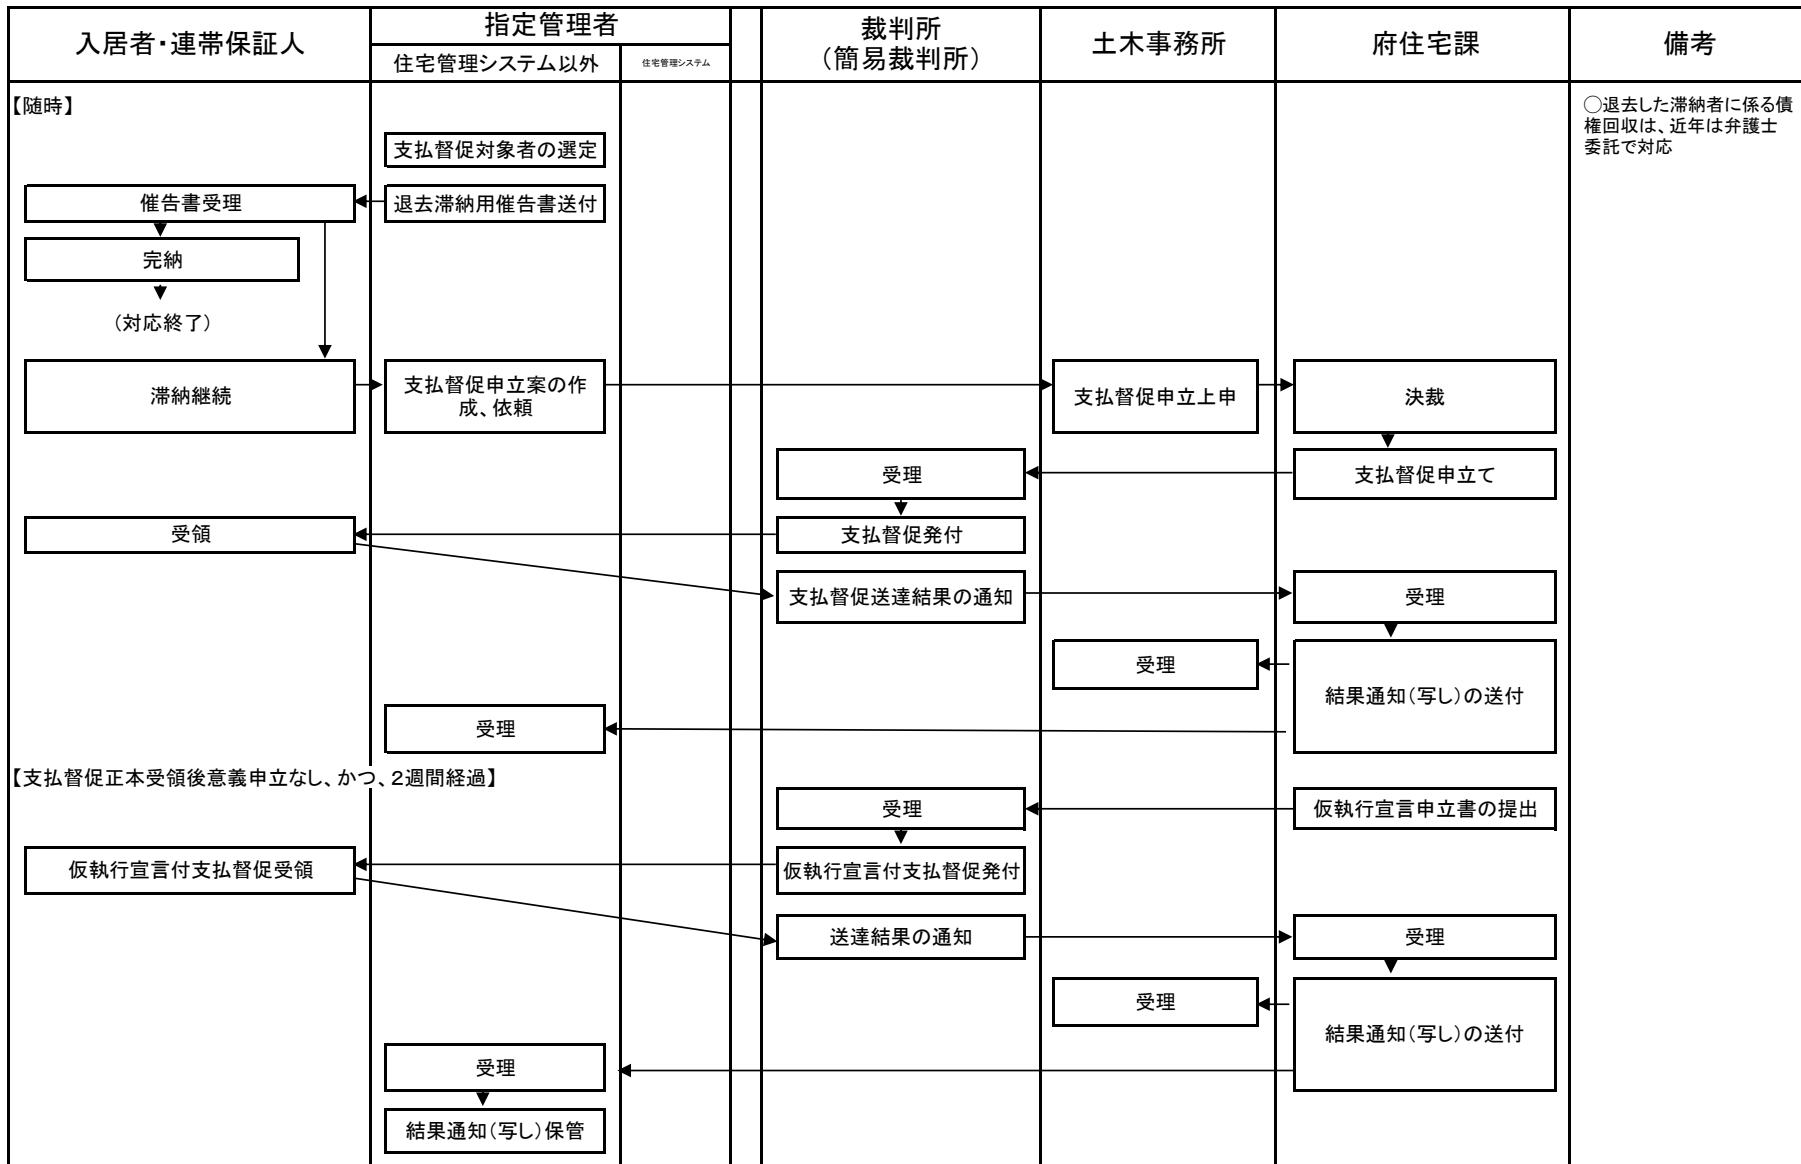 入居者・連帯保証人
指定管理者
住宅管理システム以外
住宅管理システム
裁判所
（簡易裁判所）
土木事務所
府住宅課
備考
【随時】
○退去した滞納者に係る債
権回収は、近年は弁護士
委託で対応
支払督促対象者の選定
催告書受理
退去滞納用催告書送付
完納
（対応終了）
滞納継続
支払督促申立案の作
成、依頼
支払督促申立上申
決裁
受理
支払督促申立て
受領
支払督促発付
支払督促送達結果の通知
受理
受理
結果通知（写し）の送付
受理
【支払督促正本受領後意義申立なし、かつ、２週間経過】
受理
仮執行宣言申立書の提出
仮執行宣言付支払督促受領
仮執行宣言付支払督促発付
送達結果の通知
受理
受理
結果通知（写し）の送付
受理
結果通知（写し）保管